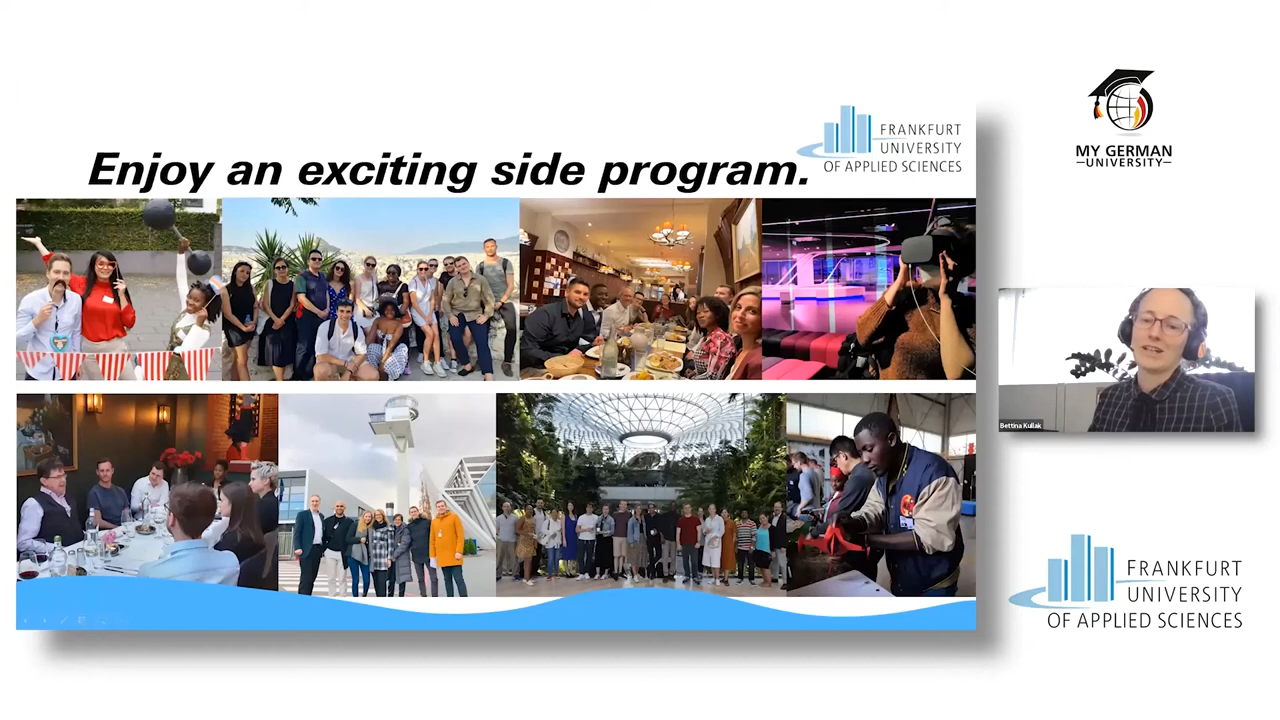 Enjoy an exciting side program.
FRANKFURT
UNIVERSITY
OF APPLIED SCIENCES
MY GERMAN
UNIVERSITY
Bettina Kullak
FRANKFURT
UNIVERSITY
OF APPLIED SCIENCES